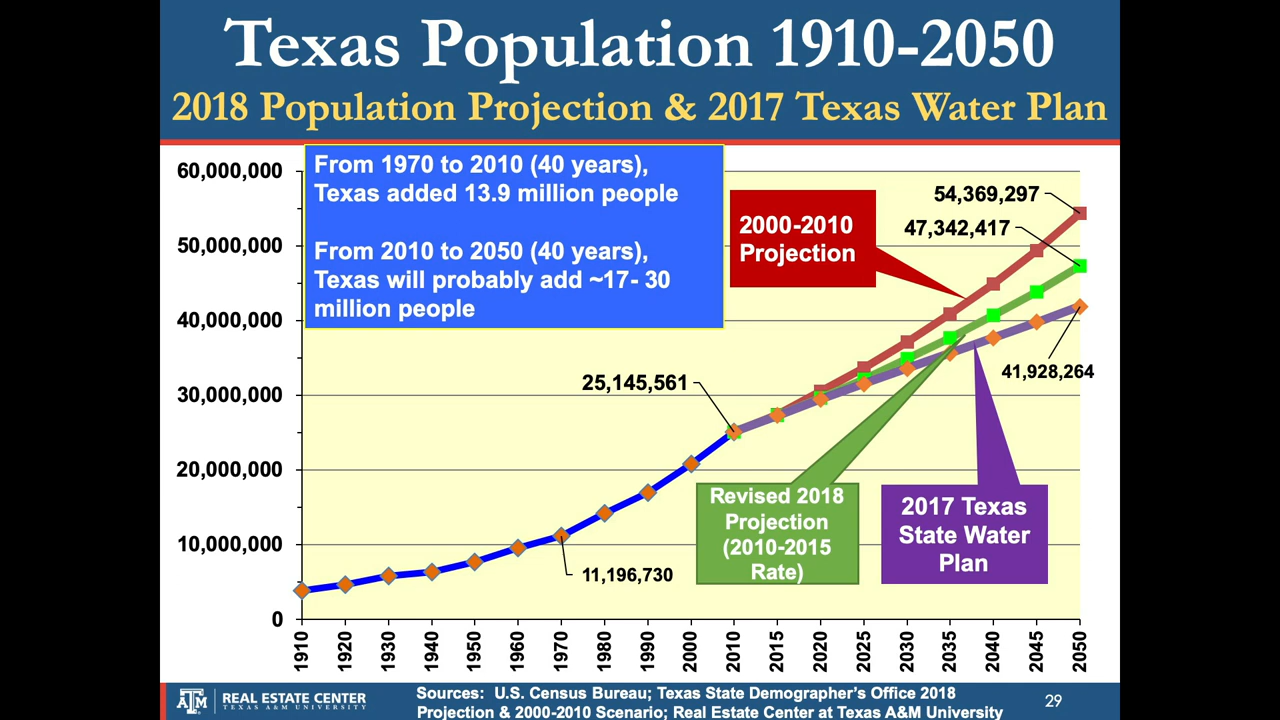 Texas Population 1910-2050
2018 Population Projection & 2017 Texas Water Plan
From 1970 to 2010 (40 years),
Texas added 13.9 million people
From 2010 to 2050 (40 years),
Texas will probably add ~17- 30
million people
60,000,000
50,000,000
40,000,000
30,000,000
20,000,000
10,000,000
0
2000-2010
Projection
54,369,297
47,342,417
41,928,264
25,145,561
11,196,730
Revised 2018
Projection
(2010-2015
Rate)
2017 Texas
State Water
Plan
1910
1920
1930
1940
1950
1960
1970
1980
1990
2000
2010
2015
2020
2025
2030
2035
2040
2045
2050
ATM
REAL ESTATE CENTER
TEXAS A&M UNIVERSITY
Sources: U.S. Census Bureau; Texas State Demographer's Office 2018
Projection & 2000-2010 Scenario; Real Estate Center at Texas A&M University
29